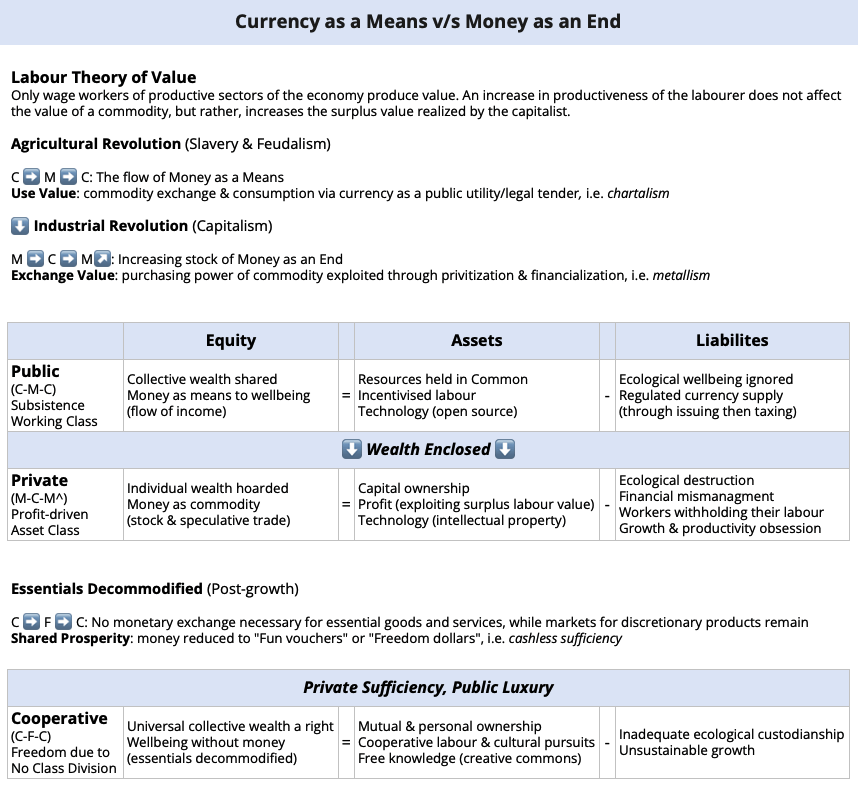 Currency as a Means v/s Money as an End
Labour Theory of Value
Only wage workers of productive sectors of the economy produce value. An increase in productiveness of the labourer does not affect
the value of a commodity, but rather, increases the surplus value realized by the capitalist.
Agricultural Revolution (Slavery & Feudalism)
C ➡️ M ➡️ C: The flow of Money as a Means
Use Value: commodity exchange & consumption via currency as a public utility/legal tender, i.e. chartalism
⬇️ Industrial Revolution (Capitalism)
M ➡️ C ➡️ M↗️: Increasing stock of Money as an End
Exchange Value: purchasing power of commodity exploited through privitization & financialization, i.e. metallism
Equity
Assets
Liabilites
Public
(C-M-C)
Subsistence
Working Class
Collective wealth shared
Money as means to wellbeing
(flow of income)
=
Resources held in Common
Incentivised labour
Technology (open source)
-
Ecological wellbeing ignored
Regulated currency supply
(through issuing then taxing)
⬇️ Wealth Enclosed ⬇️
Private
(M-C-M^)
Profit-driven
Asset Class
Individual wealth hoarded
Money as commodity
(stock & speculative trade)
=
Capital ownership
Profit (exploiting surplus labour value)
Technology (intellectual property)
-
Ecological destruction
Financial mismanagment
Workers withholding their labour
Growth & productivity obsession
Essentials Decommodified (Post-growth)
C ➡️ F ➡️ C: No monetary exchange necessary for essential goods and services, while markets for discretionary products remain
Shared Prosperity: money reduced to "Fun vouchers" or "Freedom dollars", i.e. cashless sufficiency
Private Sufficiency, Public Luxury
Cooperative
(C-F-C)
Freedom due to
No Class Division
Universal collective wealth a right
Wellbeing without money
(essentials decommodified)
=
Mutual & personal ownership
Cooperative labour & cultural pursuits
Free knowledge (creative commons)
-
Inadequate ecological custodianship
Unsustainable growth